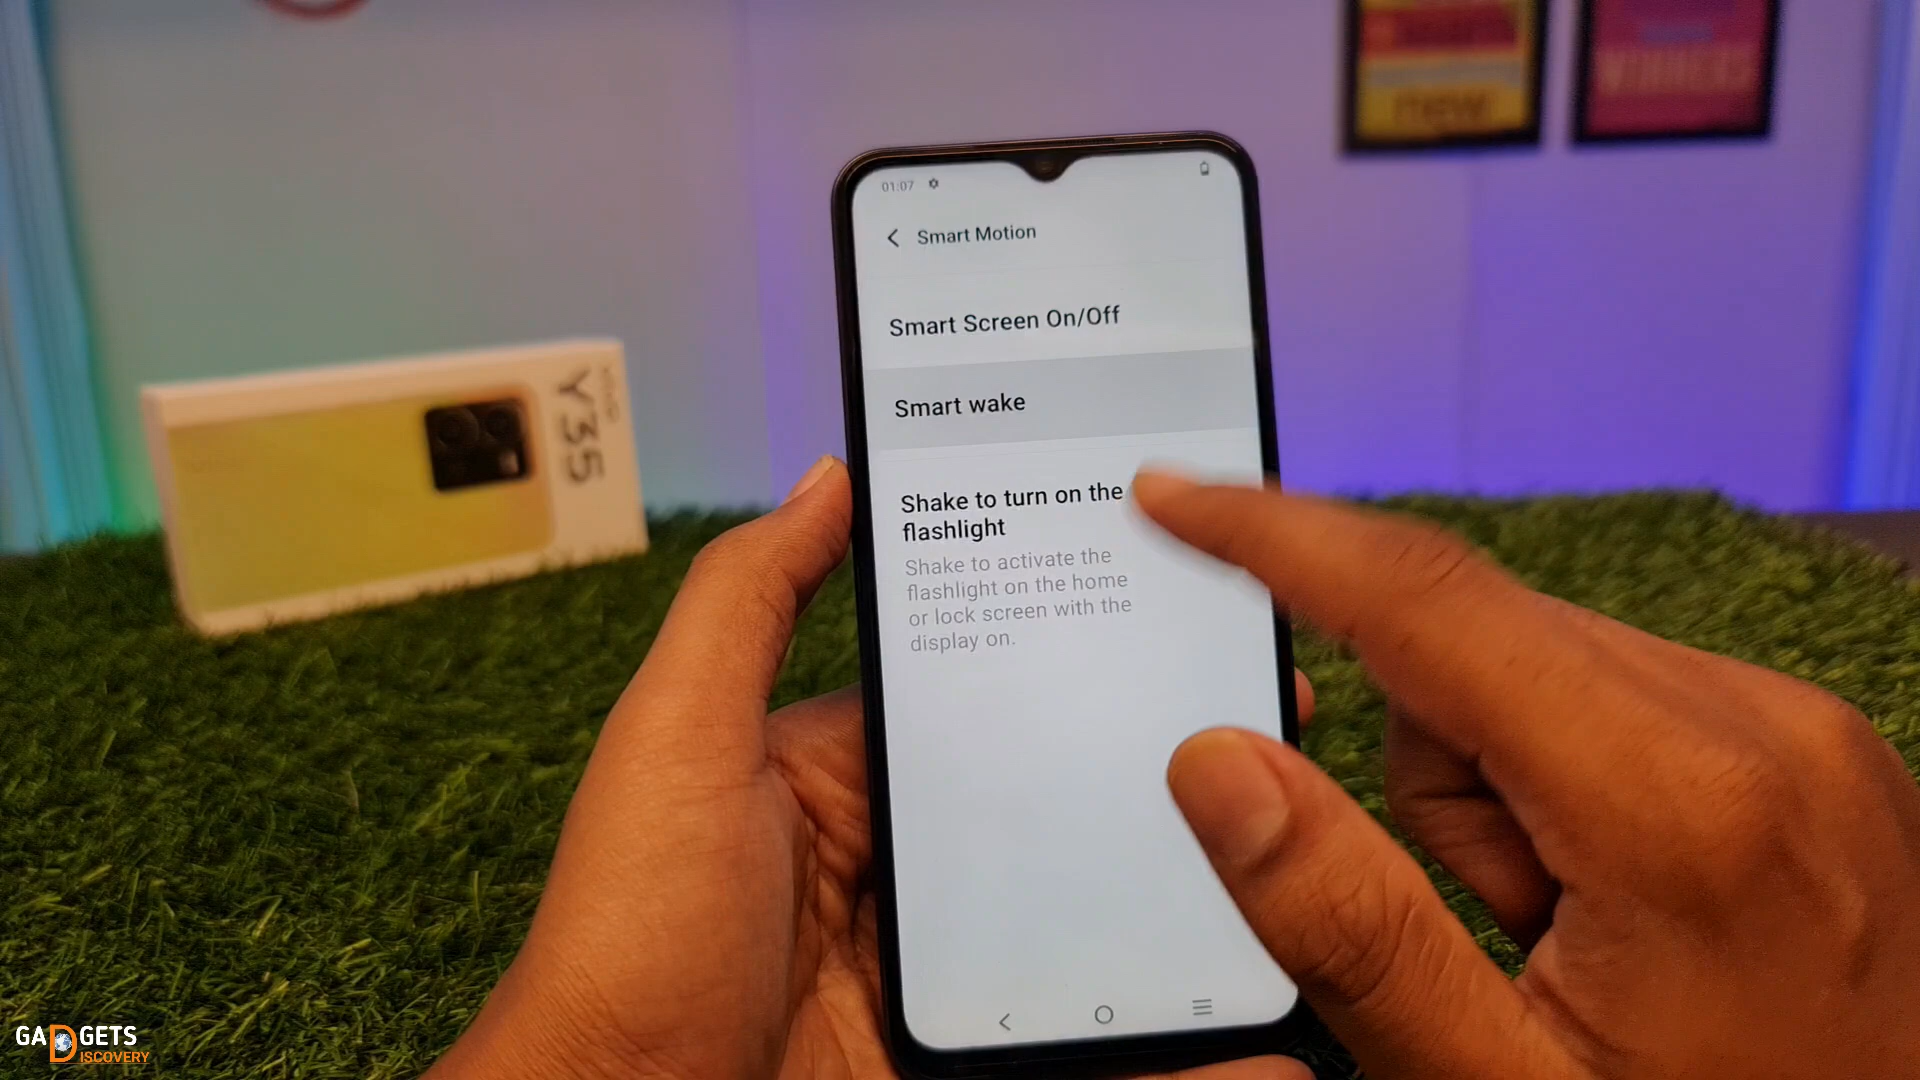 new
01:07
Smart Motion
Smart Screen On/Off
Smart wake
Shake to turn on the
flashlight
Shake to activate the
flashlight on the home
or lock screen with the
display on.
Y35
GADGETS
DISCOVERY